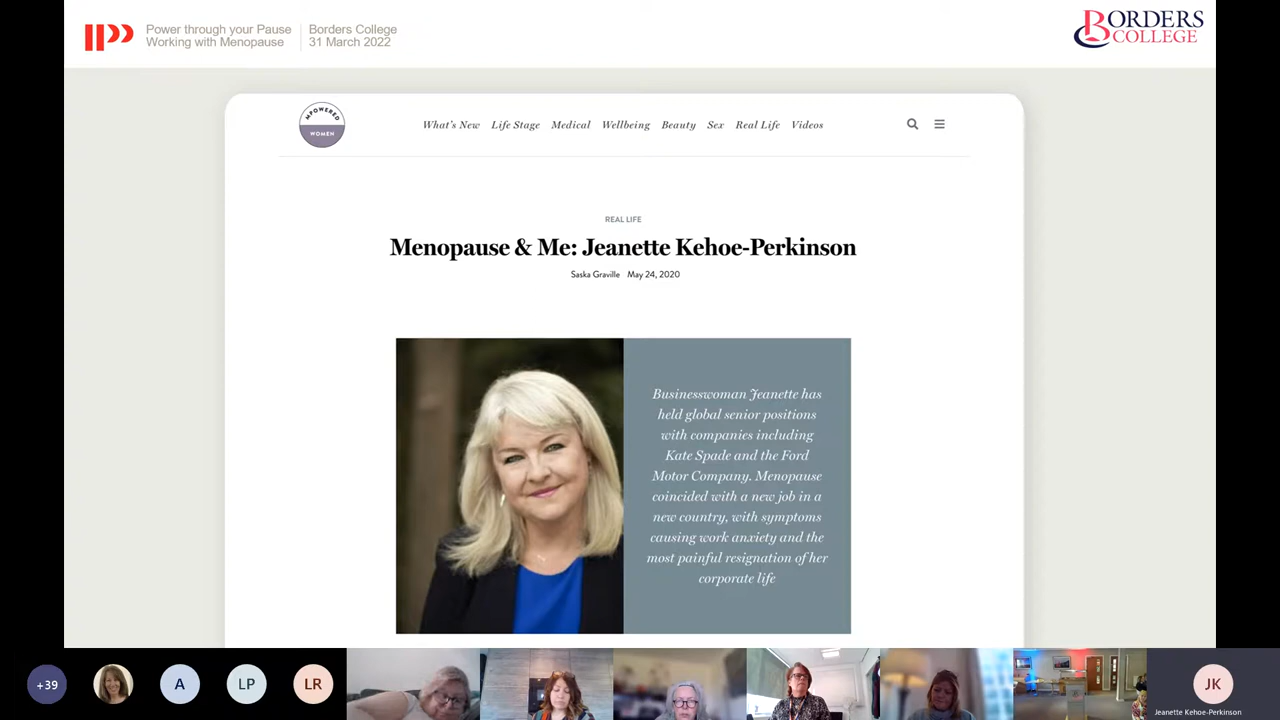 Power through your Pause
Working with Menopause
Borders College
31 March 2022
BORDERS
COLLEGE
MPOWERED
WOMEN
What's New Life Stage Medical Wellbeing Beauty Sex Real Life Videos
REAL LIFE
Menopause & Me: Jeanette Kehoe-Perkinson
Saska Graville May 24, 2020
Businesswoman Jeanette has
held global senior positions
with companies including
Kate Spade and the Ford
Motor Company. Menopause
coincided with a new job in a
new country, with symptoms
causing work anxiety and the
most painful resignation of her
corporate life
+39
A
LP
LR
JK
Jeanette Kehoe-Perkinson